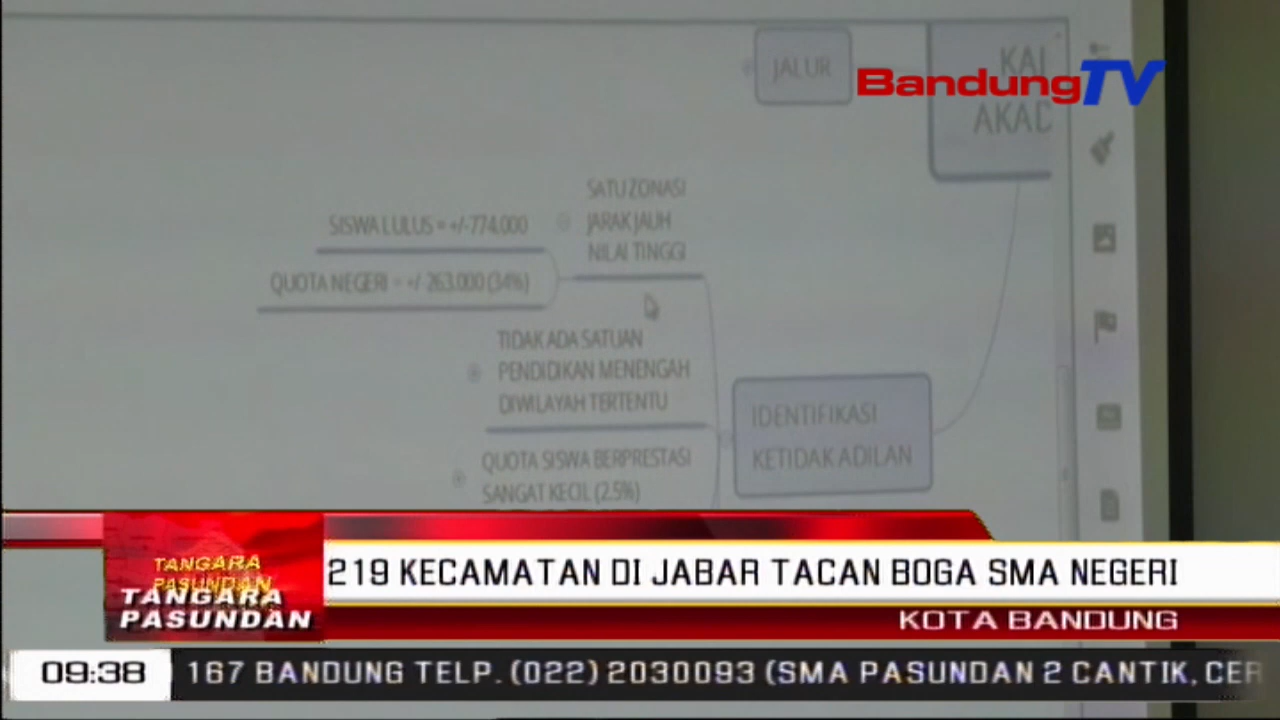 JALUR
BandungTV
AKAD
SATU ZONASI
JARAK JAUH
NILAI TINGGI
SISWA LULUS = +/-774.000
QUOTA NEGERI = +/- 263.000 (34%)
TIDAK ADA SATUAN
PENDIDIKAN MENENGAH
DIWILAYAH TERTENTU
IDENTIFIKASI
KETIDAK ADILAN
QUOTA SISWA BERPRESTASI
SANGAT KECIL (2.5%)
TANGARA
PASUNDAN
TANGARA
PASUNDAN
219 KECAMATAN DI JABAR TACAN BOGA SMA NEGERI
KOTA BANDUNG
09:38
167 BANDUNG TELP. (022) 2030093 (SMA PASUNDAN 2 CANTIK, CER